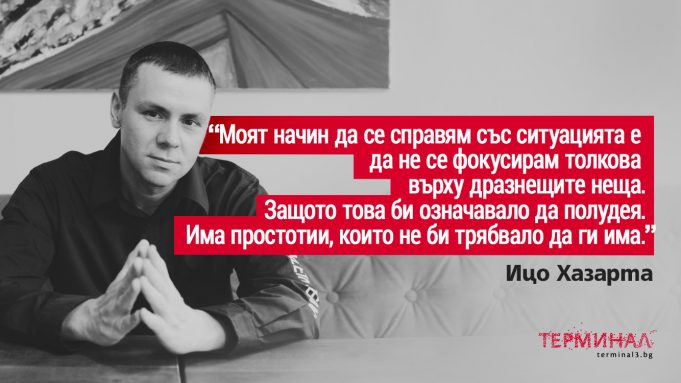 “Моят начин да се справям със ситуацията е
да не се фокусирам толкова
върху дразнещите неща.
Защото това би означавало да полудея.
Има простотии, които не би трябвало да ги има.”
Ицо Хазарта
ТЕРМИНАЛ
terminal3.bg